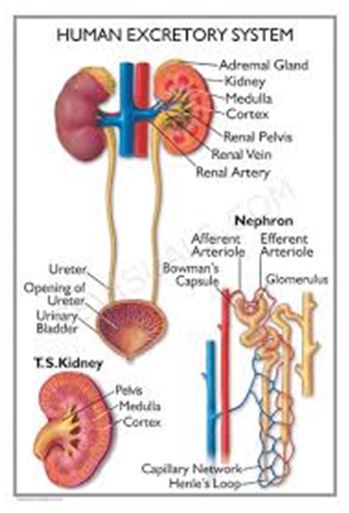 HUMAN EXCRETORY SYSTEM
Adremal Gland
Kidney
Medulla
Cortex
Renal Pelvis
Renal Vein
Renal Artery
Nephron
Afferent
Arteriole
Efferent
Arteriole
Bowman's
Capsule
Glomerulus
Ureter
Opening of
Ureter
Urinary
Bladder
T.S.Kidney
Pelvis
Medulla
Cortex
Capillary Network
Henle's Loop